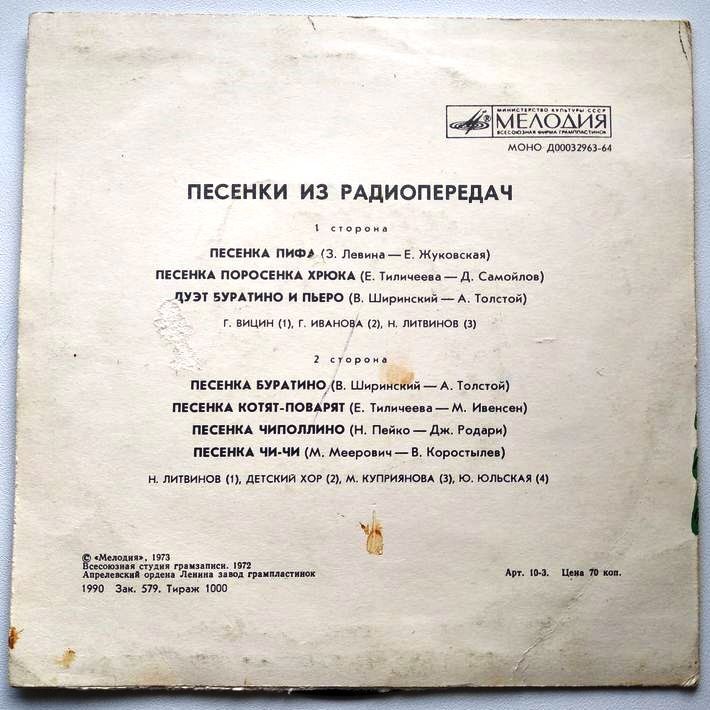 МИНИСТЕРСТВО КУЛЬТУРЫ СССР
МЕЛОДИЯ
ВСЕСОЮЗНАЯ ФИРМА ГРАМПЛАСТИНОК
МОНО Д00032963-64
ПЕСЕНКИ ИЗ РАДИОПЕРЕДАЧ
1 сторона
ПЕСЕНКА ПИФА (З. Левина — Е. Жуковская)
ПЕСЕНКА ПОРОСЕНКА ХРЮКА (Е. Тиличеева — Д. Самойлов)
ДУЭТ БУРАТИНО И ПЬЕРО (В. Ширинский — А. Толстой)
Г. ВИЦИН (1), Г. ИВАНОВА (2), Н. ЛИТВИНОВ (3)
2 сторона
ПЕСЕНКА БУРАТИНО (В. Ширинский — А. Толстой)
ПЕСЕНКА КОТЯТ-ПОВАРЯТ (Е. Тиличеева — М. Ивенсен)
ПЕСЕНКА ЧИПОЛЛИНО (Н. Пейко — Дж. Родари)
ПЕСЕНКА ЧИ-ЧИ (М. Меерович — В. Коростылев)
Н. ЛИТВИНОВ (1), ДЕТСКИЙ ХОР (2), М. КУПРИЯНОВА (3), Ю. ЮЛЬСКАЯ (4)
© «Мелодия», 1973
Всесоюзная студия грамзаписи. 1972
Апрелевский ордена Ленина завод грампластинок
Арт. 10-3. Цена 70 коп.
1990 Зак. 579. Тираж 1000